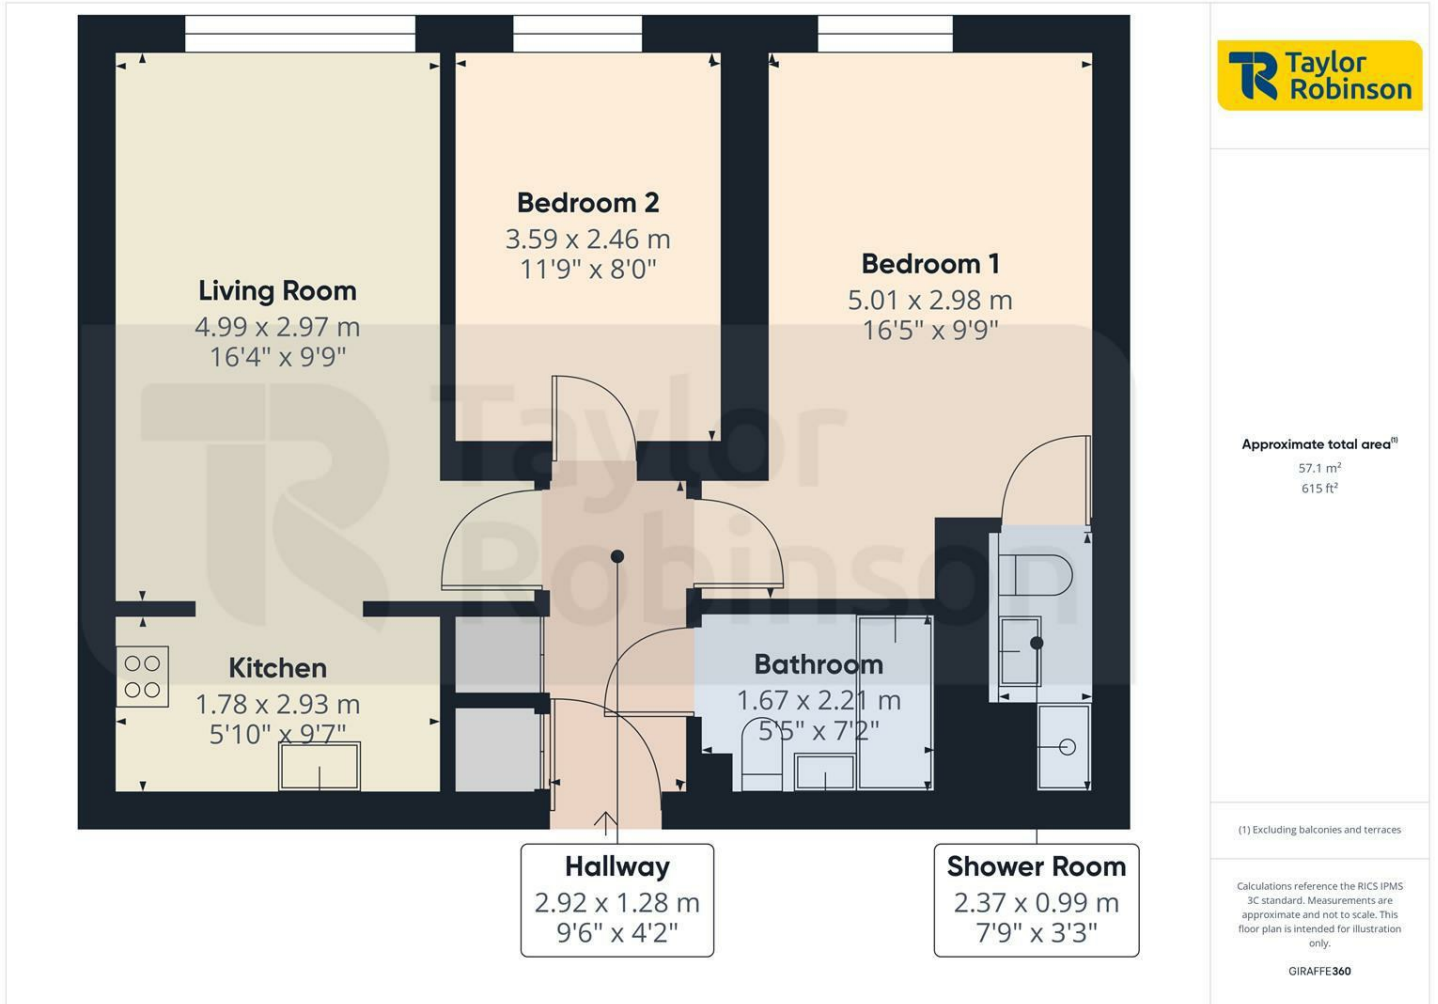 Living Room
4.99 x 2.97 m
16'4" x 9'9"
Bedroom 2
3.59 x 2.46 m
11'9" x 8'0"
Bedroom 1
5.01 x 2.98 m
16'5" x 9'9"
Taylor
Robinson
Kitchen
1.78 x 2.93 m
5'10" x 9'7"
Bathroom
1.67 x 2.21 m
5'5" x 7'2"
Hallway
2.92 x 1.28 m
9'6" x 4'2"
Shower Room
2.37 x 0.99 m
7'9" x 3'3"
TR Taylor
Robinson
Approximate total area(1)
57.1 m²
615 ft²
(1) Excluding balconies and terraces
Calculations reference the RICS IPMS
3C standard. Measurements are
approximate and not to scale. This
floor plan is intended for illustration
only.
GIRAFFE360